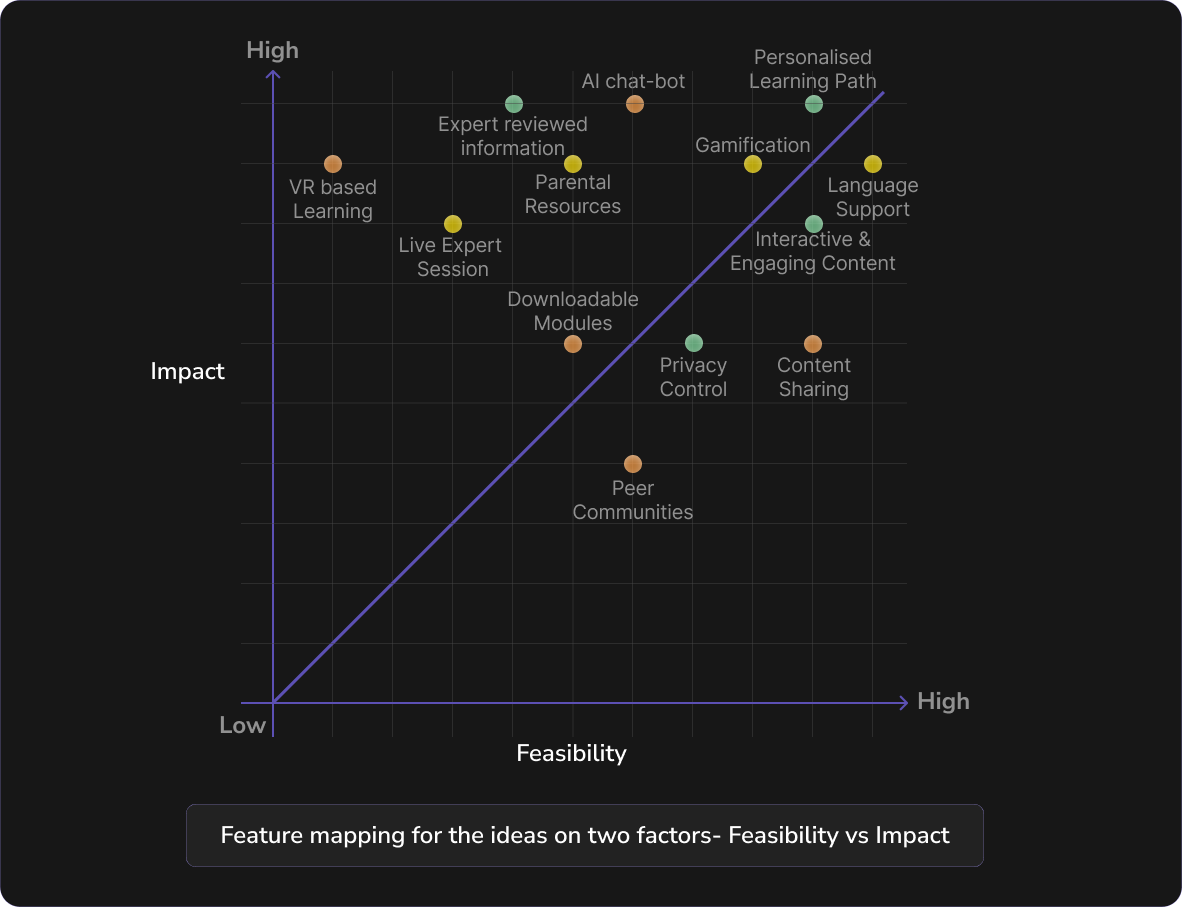 High
Personalised
Learning Path
AI chat-bot
Expert reviewed
information
Gamification
VR based
Learning
Parental
Resources
Language
Support
Live Expert
Session
Interactive &
Engaging Content
Downloadable
Modules
Impact
Privacy
Control
Content
Sharing
Peer
Communities
High
Low
Feasibility
Feature mapping for the ideas on two factors- Feasibility vs Impact